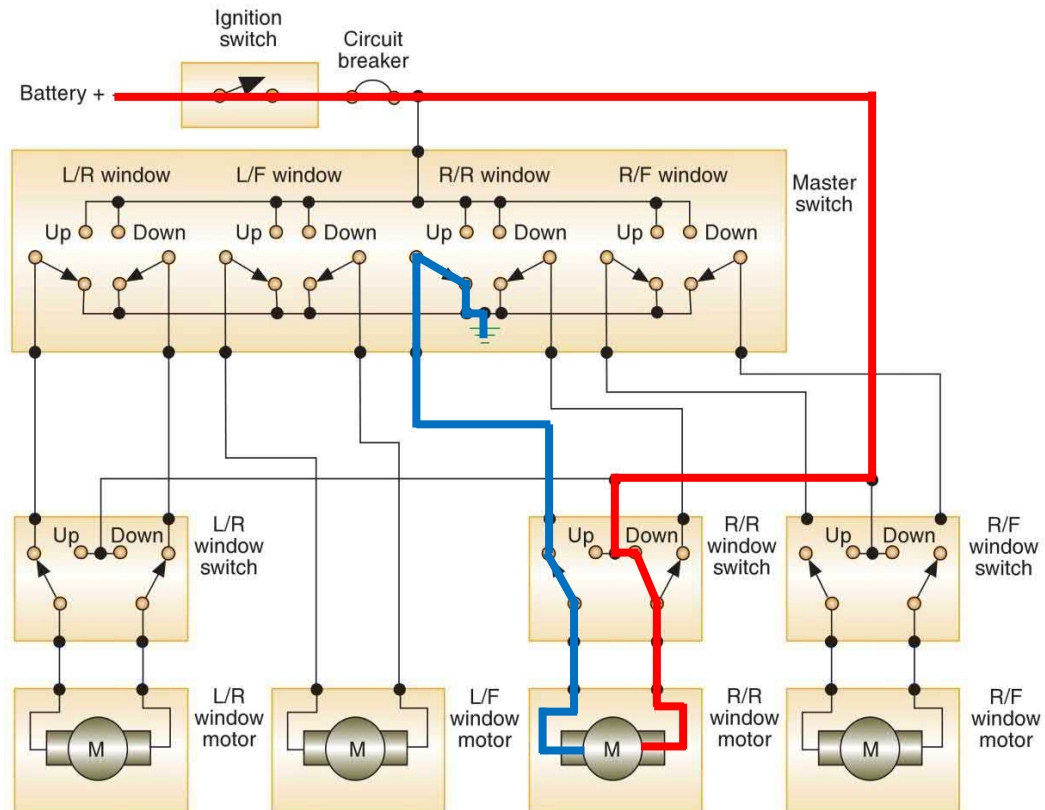 Ignition
switch
Circuit
breaker
Battery +
L/R window
L/F window
R/R window
R/F window
Master
switch
Up
Down
Up
Down
Up
Down
Up
Down
Up
Down
L/R
window
switch
Up
Down
R/R
window
switch
Up
Down
R/F
window
switch
M
L/R
window
motor
M
L/F
window
motor
M
R/R
window
motor
M
R/F
window
motor